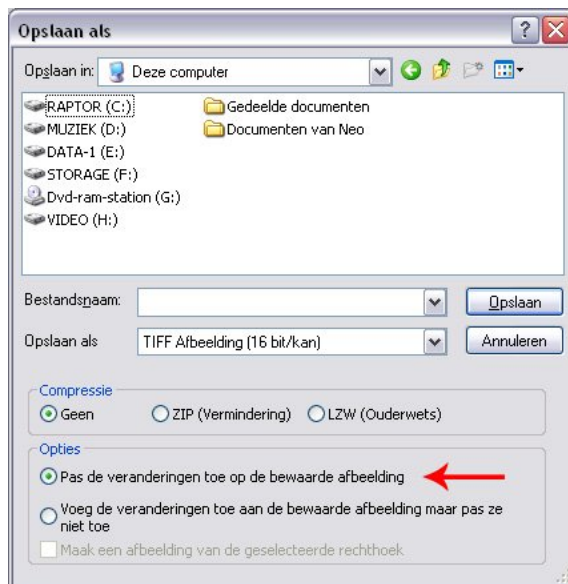 Opslaan als
Opslaan in: Deze computer
RAPTOR (C:)
MUZIEK (D:)
DATA-1 (E:)
STORAGE (F:)
Dvd-ram-station (G:)
VIDEO (H:)
Gedeelde documenten
Documenten van Neo
Bestandsnaam:
Opslaan
Opslaan als TIFF Afbeelding (16 bit/kan)
Annuleren
Compressie
Geen ZIP (Vermindering) LZW (Ouderwets)
Opties
Pas de veranderingen toe op de bewaarde afbeelding
Voeg de veranderingen toe aan de bewaarde afbeelding maar pas ze
niet toe
Maak een afbeelding van de geselecteerde rechthoek